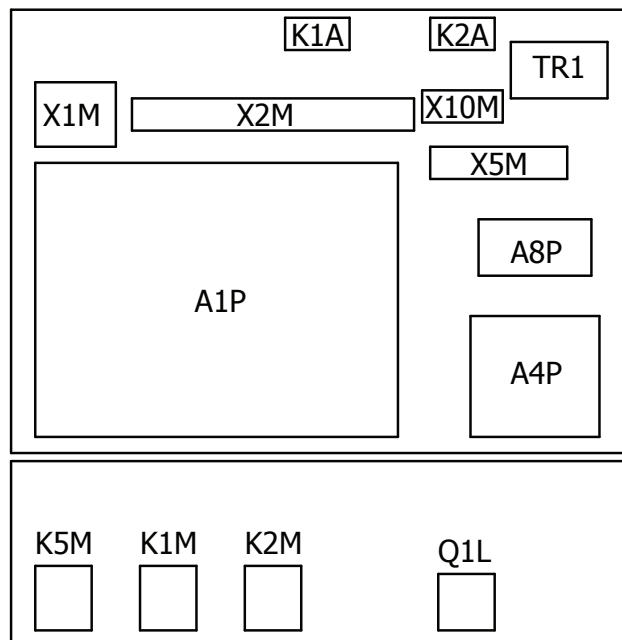 K1A
K2A
TR1
X1M
X2M
X10M
X5M
A8P
A1P
A4P
K5M
K1M
K2M
Q1L